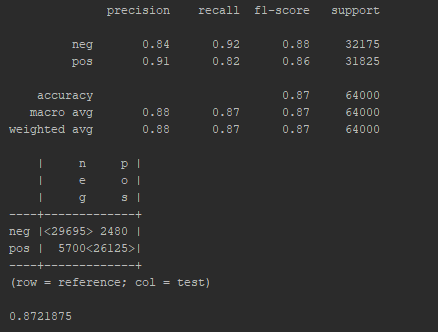 precision    recall  f1-score   support

         neg       0.84      0.92      0.88     32175
         pos       0.91      0.82      0.86     31825

    accuracy                           0.87     64000
   macro avg       0.88      0.87      0.87     64000
weighted avg       0.88      0.87      0.87     64000

    |     n     p |
    |     e     o |
    |     g     s |
----+-------------+
neg |<29695> 2480 |
pos |  5700<26125>|
----+-------------+
(row = reference; col = test)

0.8721875